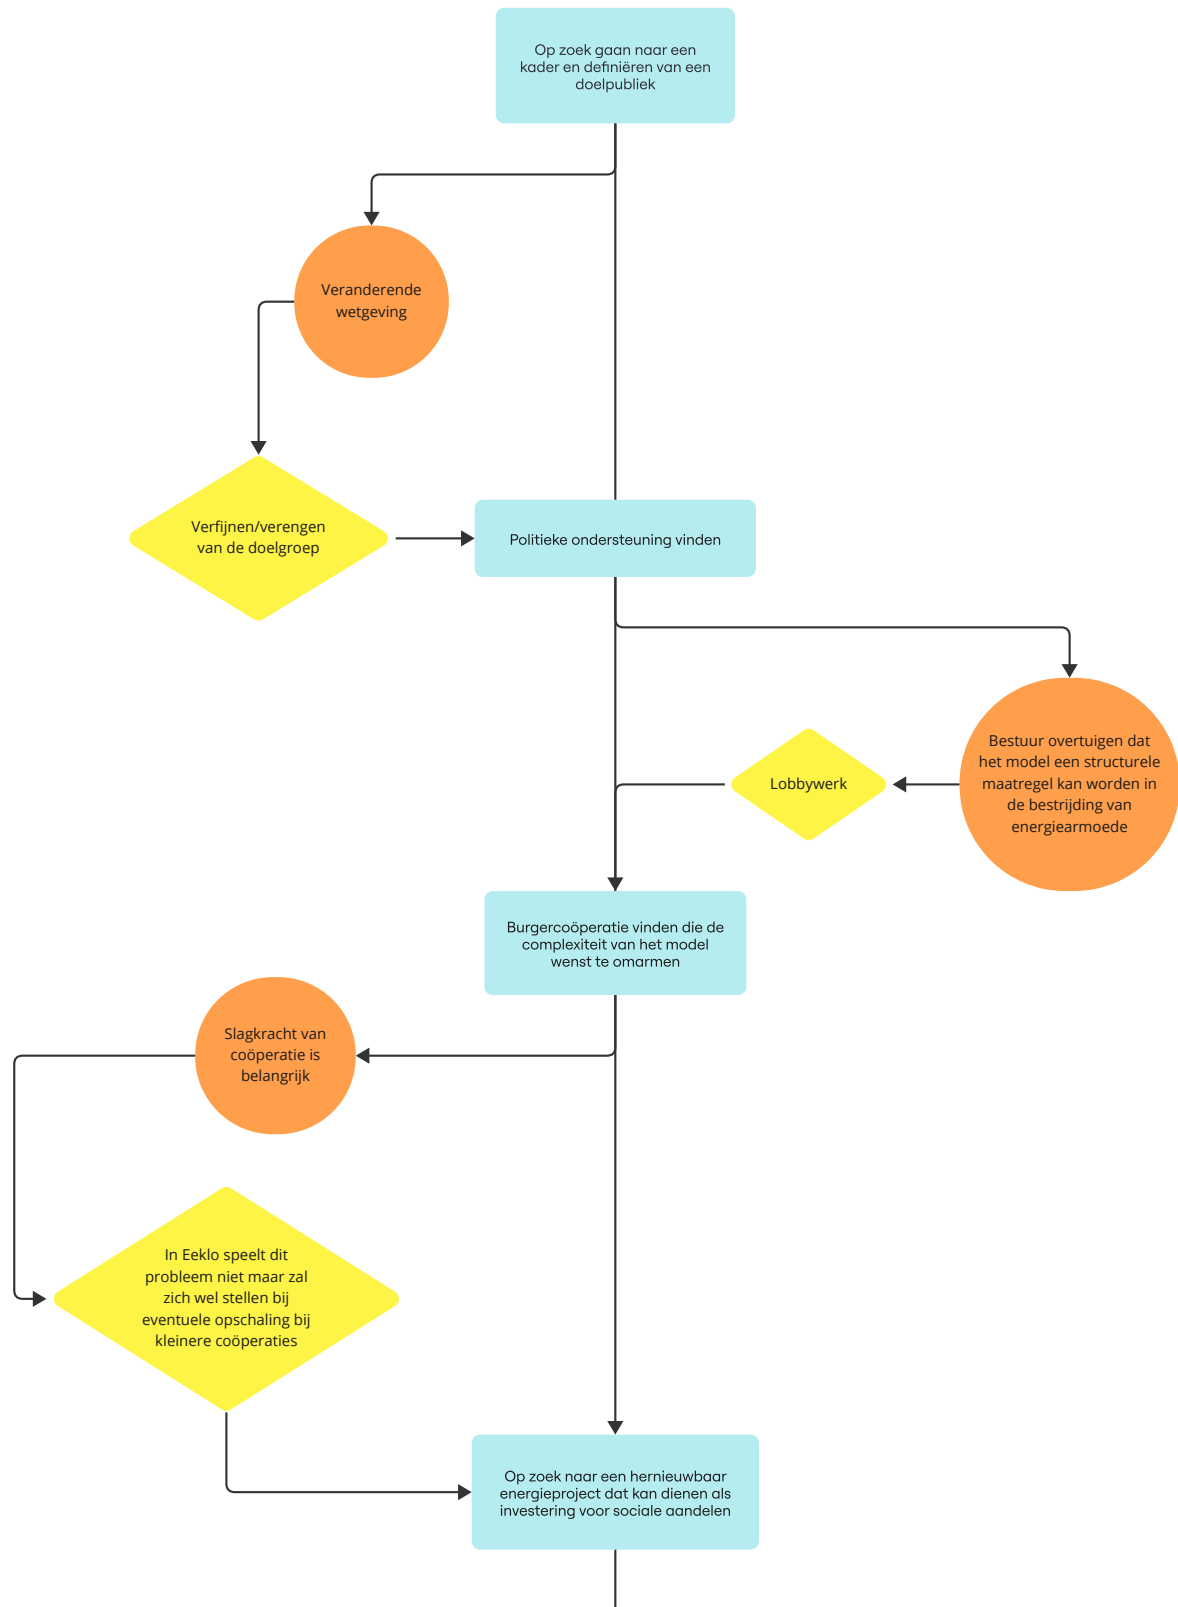 Op zoek gaan naar een
kader en definiëren van een
doelpubliek
Veranderende
wetgeving
Verfijnen/verengen
van de doelgroep
Politieke ondersteuning vinden
Bestuur overtuigen dat
het model een structurele
maatregel kan worden in
de bestrijding van
energiearmoede
Lobbywerk
Burgercoöperatie vinden die de
complexiteit van het model
wenst te omarmen
Slagkracht van
coöperatie is
belangrijk
In Eeklo speelt dit
probleem niet maar zal
zich wel stellen bij
eventuele opschaling bij
kleinere coöperaties
Op zoek naar een hernieuwbaar
energieproject dat kan dienen als
investering voor sociale aandelen